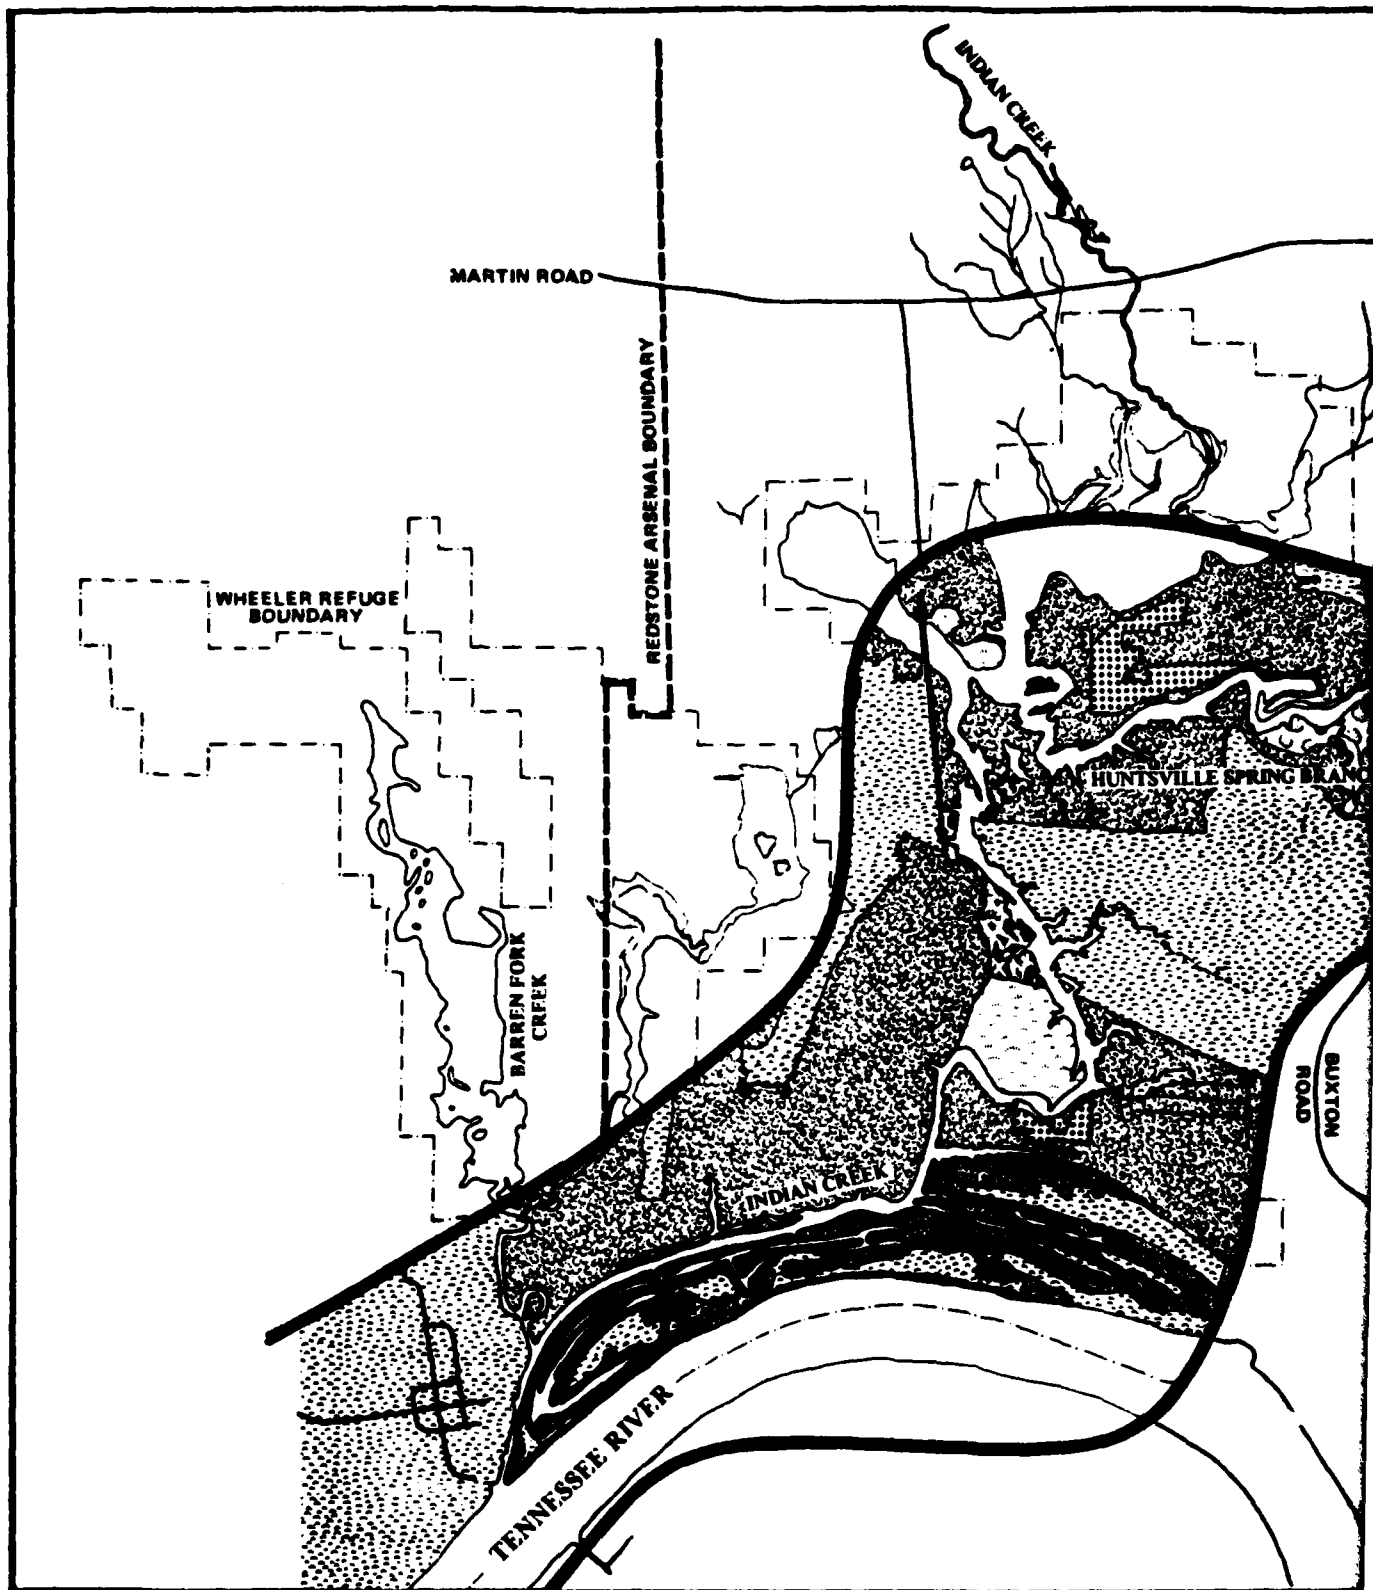 INDIAN CREEK
MARTIN ROAD
REDSTONE ARSENAL BOUNDARY
WHEELER REFUGE
BOUNDARY
HUNTSVILLE SPRING BRANC
BARREN FORK
CREEK
BUXTON
ROAD
INDIAN CREEK
TENNESSEE RIVER